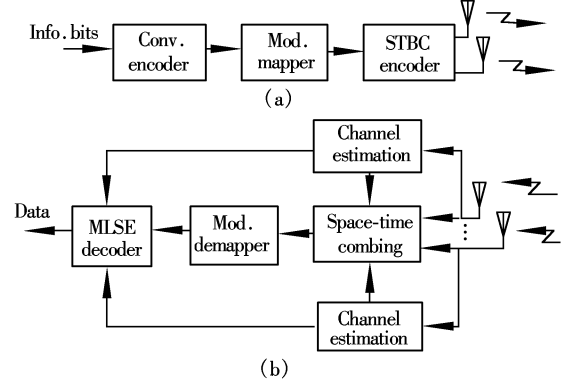 Info.bits
Conv.
encoder
Mod.
mapper
STBC
encoder
(a)
Channel
estimation
Data
MLSE
decoder
Mod.
demapper
Space-time
combing
Channel
estimation
(b)